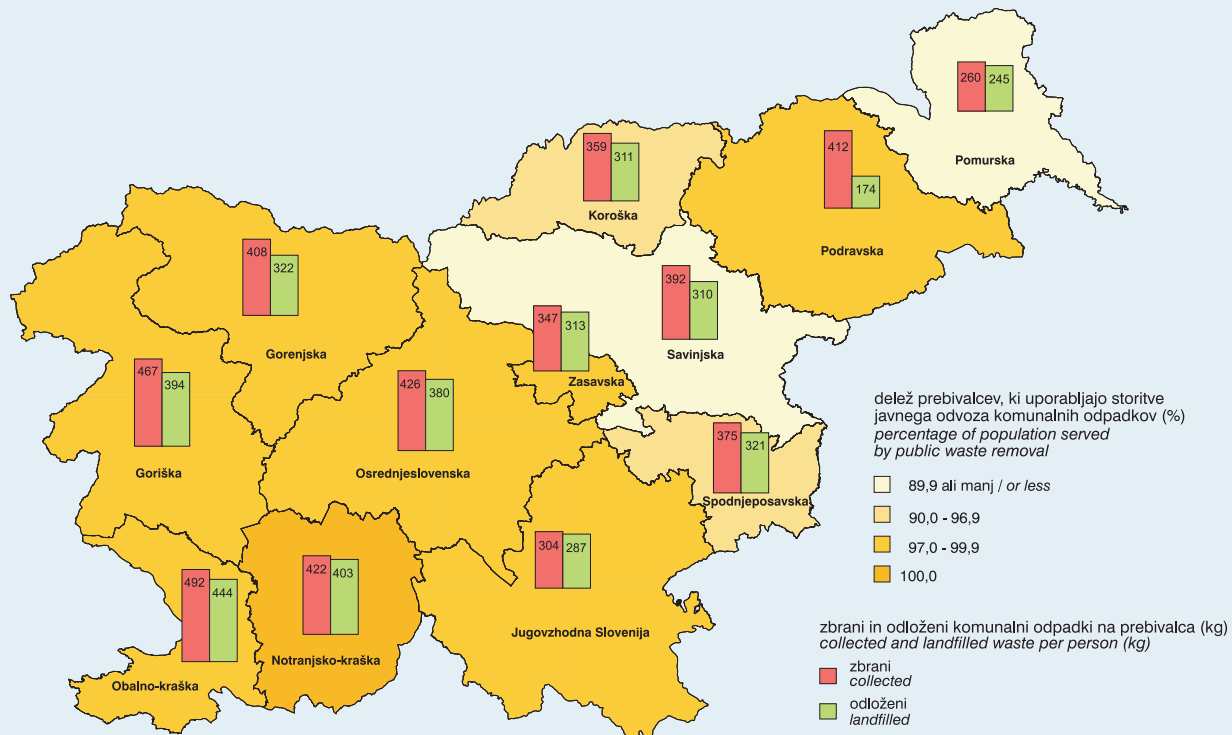 260 245
Pomurska
412
174
Podravska
359
311
Koroška
408
322
Gorenjska
392
310
Savinjska
347
313
Zasavska
467
394
Goriška
426
380
Osrednjeslovenska
375
321
Spodnjeposavska
304 287
Jugovzhodna Slovenija
422
403
Notranjsko-kraška
492
444
Obalno-kraška
delež prebivalcev, ki uporabljajo storitve
javnega odvoza komunalnih odpadkov (%)
percentage of population served
by public waste removal
89,9 ali manj / or less
90,0 - 96,9
97,0 - 99,9
100,0
zbrani in odloženi komunalni odpadki na prebivalca (kg)
collected and landfilled waste per person (kg)
zbrani
collected
odloženi
landfilled